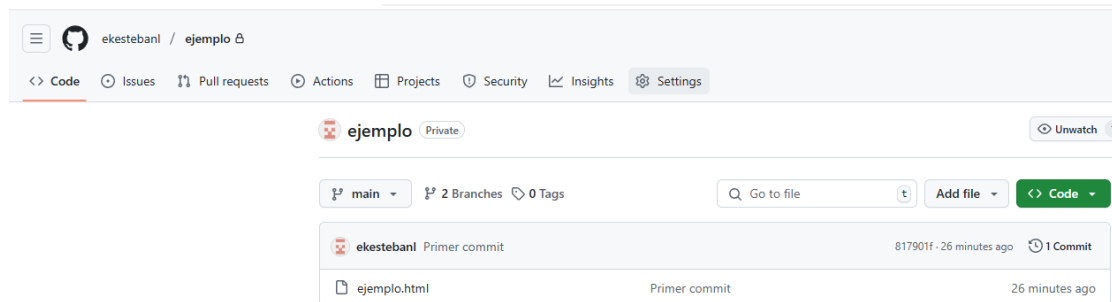 ekestebanl / ejemplo
Code Issues Pull requests Actions Projects Security Insights Settings
ejemplo Private Unwatch
main 2 Branches 0 Tags Go to file t Add file Code
ekestebanl Primer commit 817901f · 26 minutes ago 1 Commit
ejemplo.html Primer commit 26 minutes ago